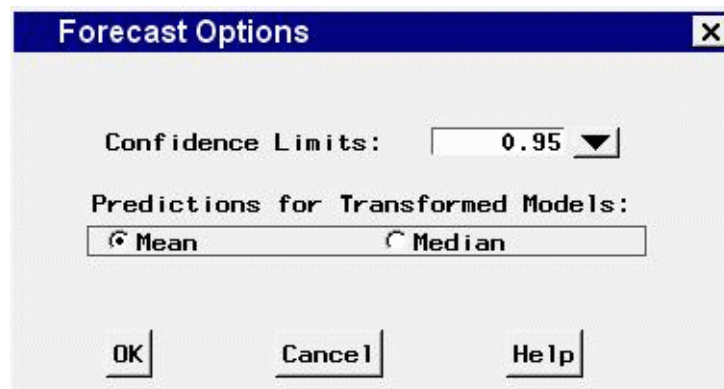 Forecast Options
Confidence Limits: 0.95
Predictions for Transformed Models:
Mean Median
OK Cancel Help